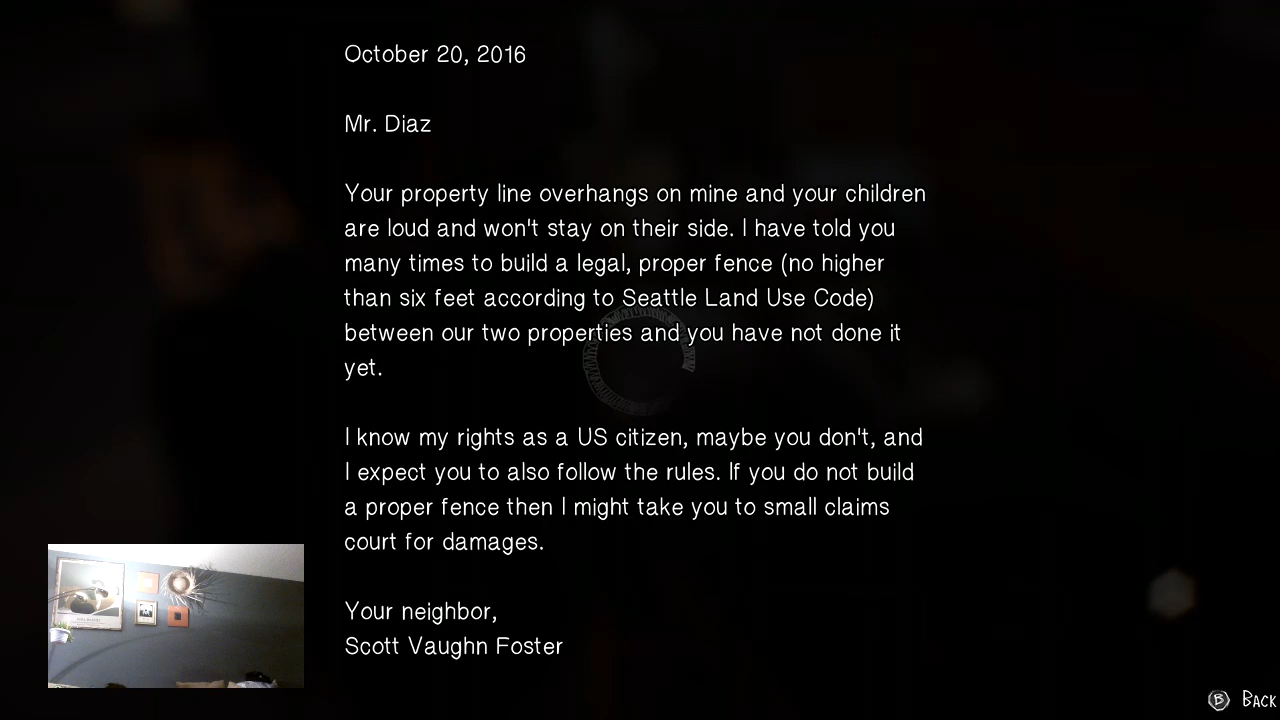 October 20, 2016
Mr. Diaz
Your property line overhangs on mine and your children
are loud and won't stay on their side. I have told you
many times to build a legal, proper fence (no higher
than six feet according to Seattle Land Use Code)
between our two properties and you have not done it
yet.
I know my rights as a US citizen, maybe you don't, and
I expect you to also follow the rules. If you do not build
a proper fence then I might take you to small claims
court for damages.
Your neighbor,
Scott Vaughn Foster
B Back